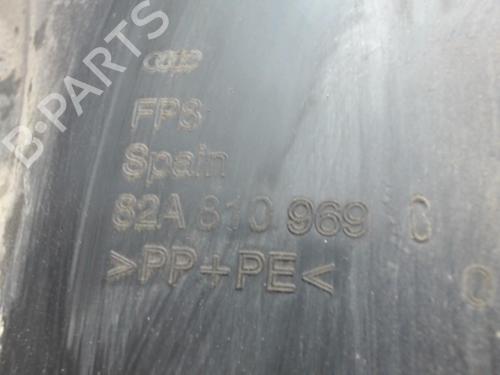 B-PARTS
FPS
Spain
82A 810 969 C
>PP+PE<